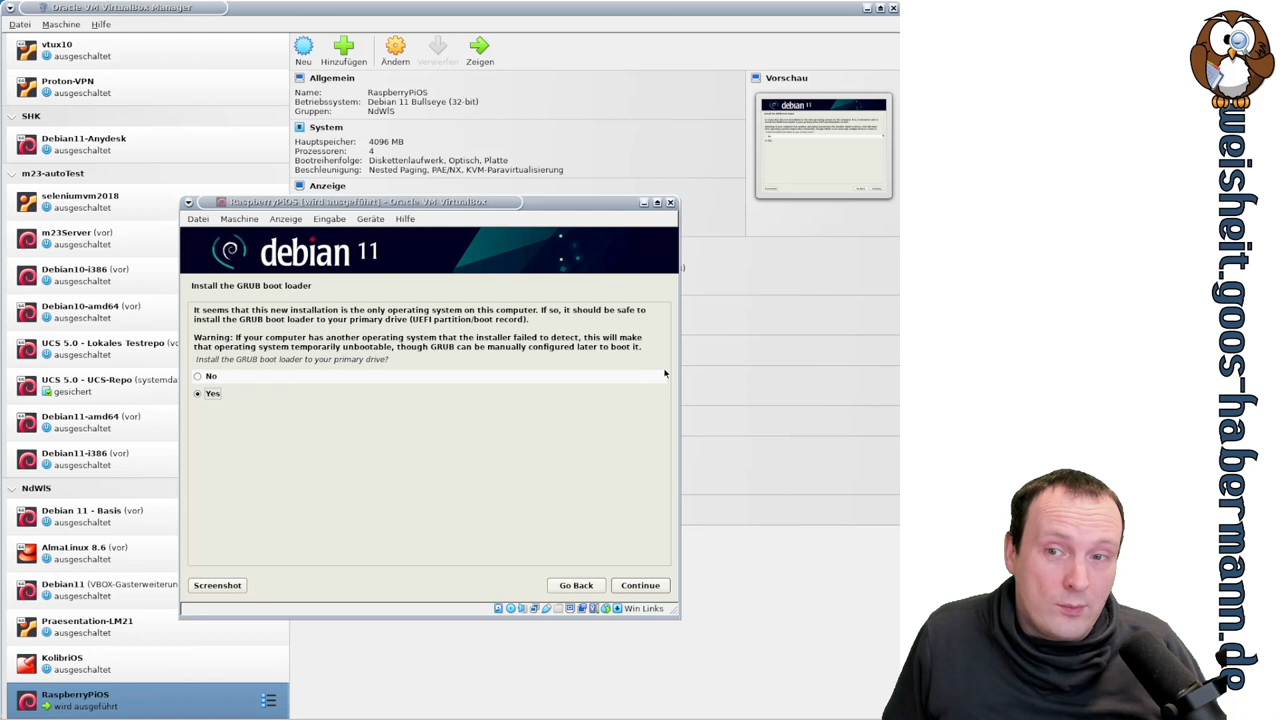 Oracle VM VirtualBox Manager
Datei Maschine Hilfe
vtux10
ausgeschaltet
Proton-VPN
ausgeschaltet
SHK
Debian11-Anydesk
ausgeschaltet
m23-autoTest
seleniumvm2018
ausgeschaltet
m23Server (vor)
ausgeschaltet
Debian10-i386 (vor)
ausgeschaltet
Debian10-amd64 (vor)
ausgeschaltet
UCS 5.0 - Lokales Testrepo (vo
ausgeschaltet
UCS 5.0 - UCS-Repo (systemda
gesichert
Debian11-amd64 (vor)
ausgeschaltet
Debian11-i386 (vor)
ausgeschaltet
NdWlS
Debian 11 - Basis (vor)
ausgeschaltet
AlmaLinux 8.6 (vor)
ausgeschaltet
Debian11 (VBOX-Gasterweiterun
ausgeschaltet
Praesentation-LM21
ausgeschaltet
KolibriOS
ausgeschaltet
RaspberryPiOS
wird ausgeführt
Neu Hinzufügen Ändern Verwerfen Zeigen
Allgemein
Name: RaspberryPiOS
Betriebssystem: Debian 11 Bullseye (32-bit)
Gruppen: NdWlS
System
Hauptspeicher: 4096 MB
Prozessoren: 4
Bootreihenfolge: Diskettenlaufwerk, Optisch, Platte
Beschleunigung: Nested Paging, PAE/NX, KVM-Paravirtualisierung
Anzeige
Vorschau
debian 11
RaspberryPiOS [wird ausgeführt] - Oracle VM VirtualBox
Datei Maschine Anzeige Eingabe Geräte Hilfe
debian 11
Install the GRUB boot loader
It seems that this new installation is the only operating system on this computer. If so, it should be safe to
install the GRUB boot loader to your primary drive (UEFI partition/boot record).
Warning: If your computer has another operating system that the installer failed to detect, this will make
that operating system temporarily unbootable, though GRUB can be manually configured later to boot it.
Install the GRUB boot loader to your primary drive?
No
Yes
Screenshot Go Back Continue
Win Links
weisheit.goos-habermann.de